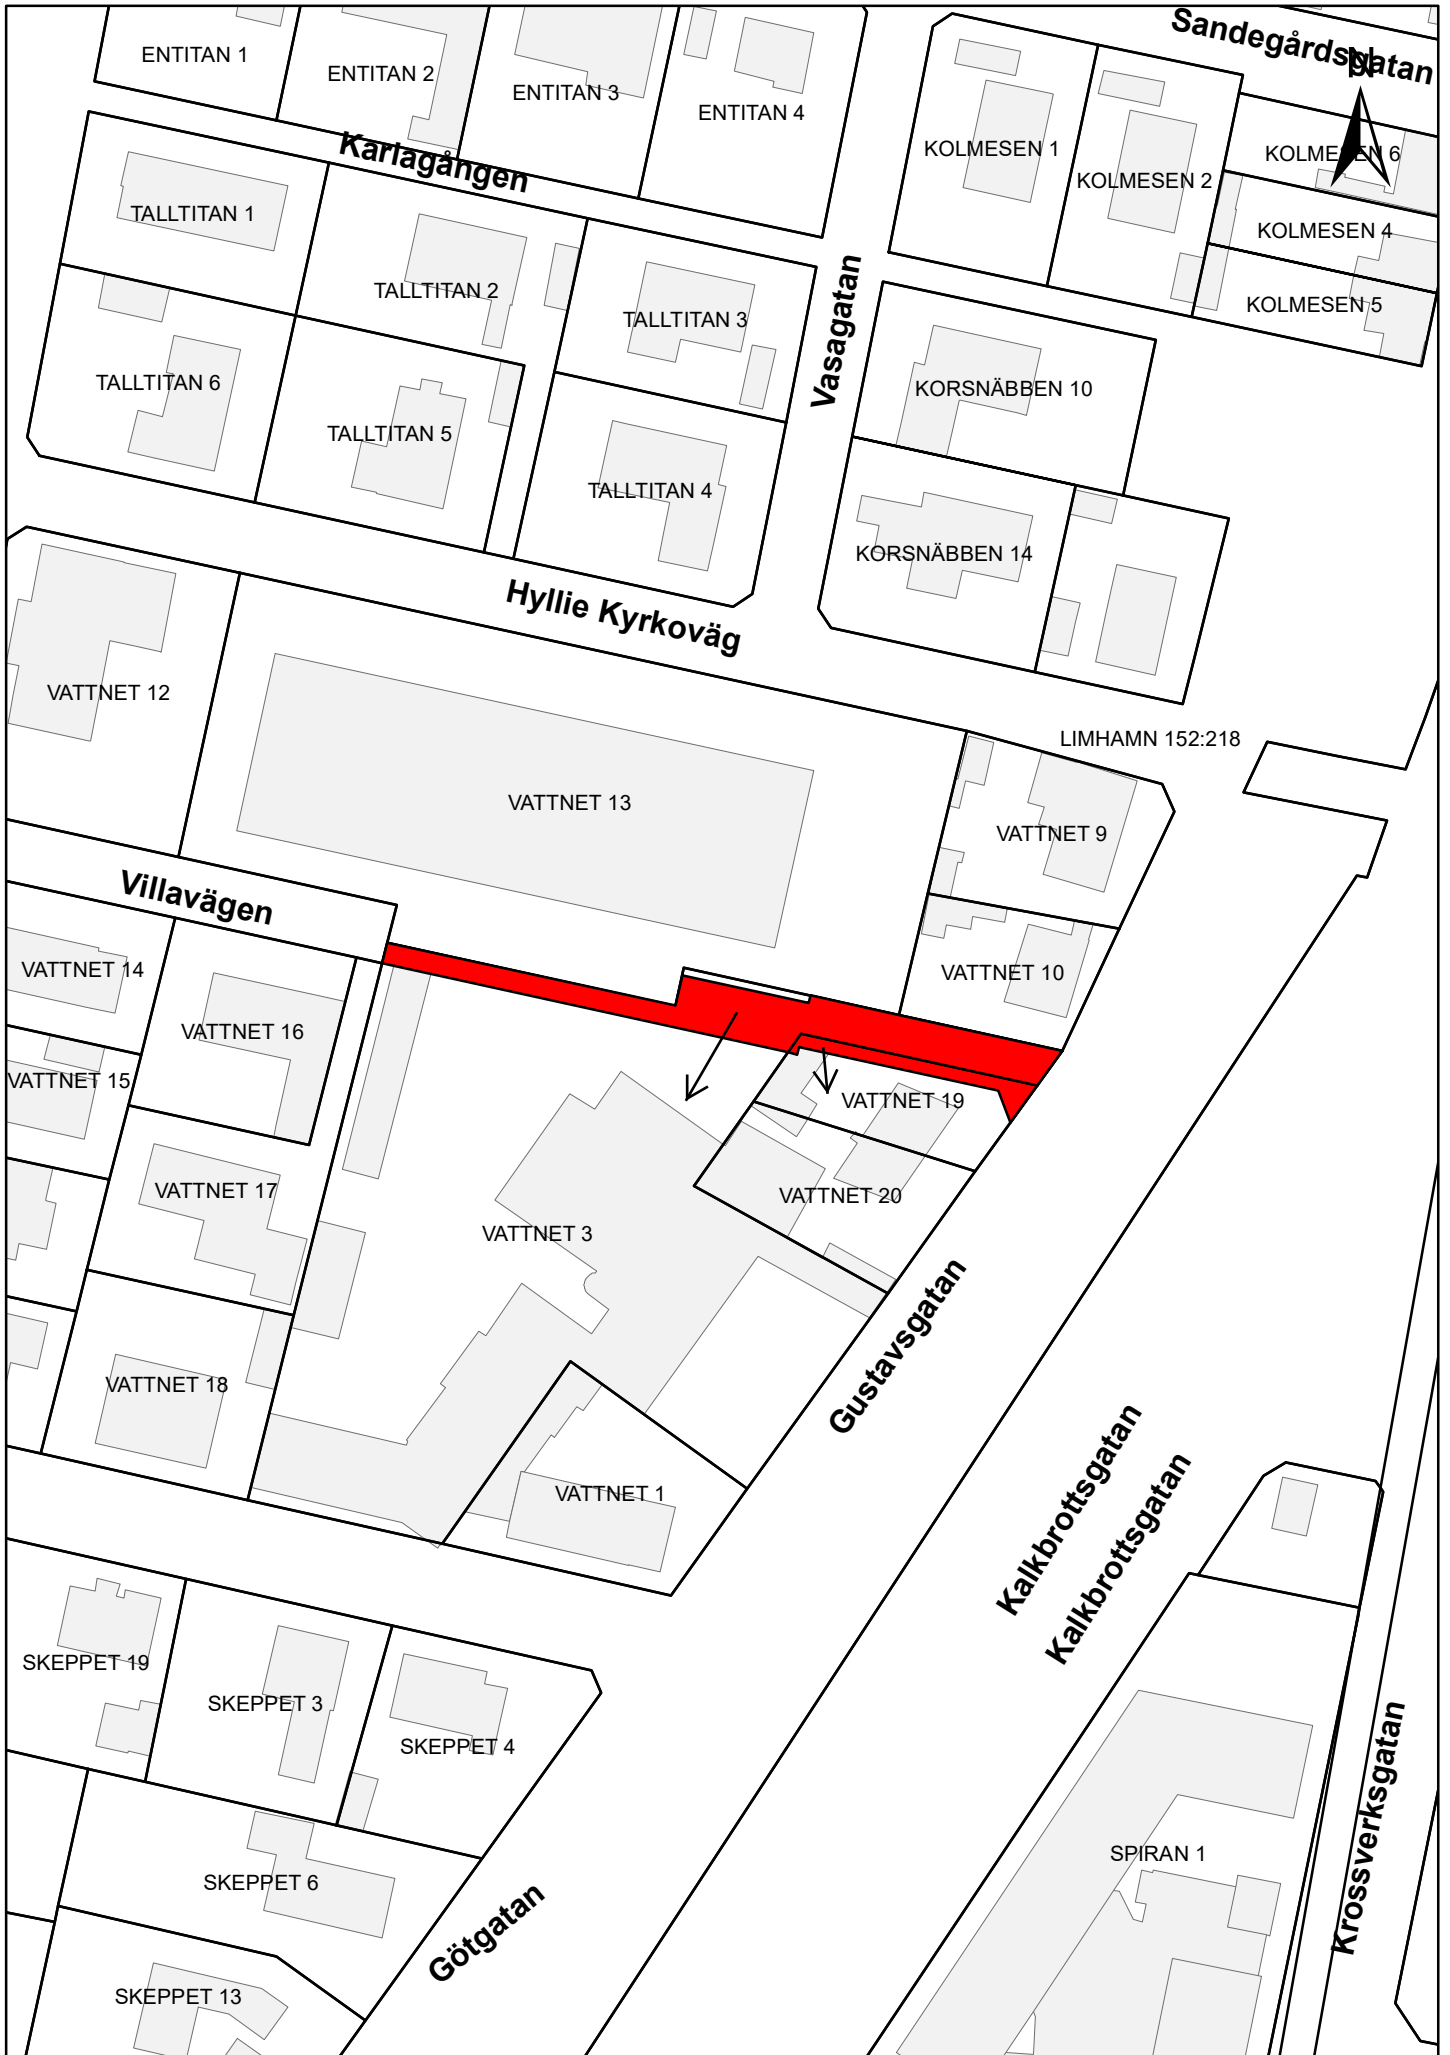 Sandegårdsgatan
N
ENTITAN 1
ENTITAN 2
ENTITAN 3
ENTITAN 4
KOLMESEN 1
KOLMESEN 2
KOLMESEN 6
KOLMESEN 4
KOLMESEN 5
Karlagången
TALLTITAN 1
TALLTITAN 2
TALLTITAN 3
Vasagatan
TALLTITAN 6
TALLTITAN 5
TALLTITAN 4
KORSNÄBBEN 10
KORSNÄBBEN 14
Hyllie Kyrkoväg
VATTNET 12
LIMHAMN 152:218
VATTNET 13
VATTNET 9
Villavägen
VATTNET 14
VATTNET 10
VATTNET 16
VATTNET 15
VATTNET 19
VATTNET 17
VATTNET 20
VATTNET 3
Gustavsgatan
VATTNET 18
VATTNET 1
Kalkbrottsgatan
Kalkbrottsgatan
SKEPPET 19
SKEPPET 3
SKEPPET 4
Krossverksgatan
SPIRAN 1
SKEPPET 6
Götgatan
SKEPPET 13